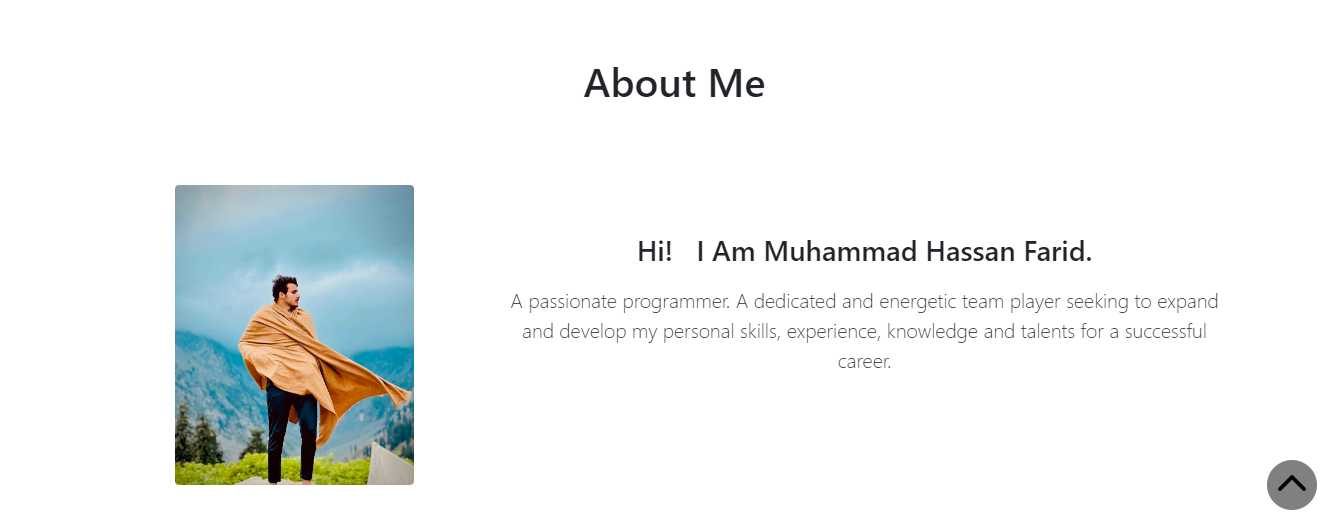 About Me
Hi!   I Am Muhammad Hassan Farid.
A passionate programmer. A dedicated and energetic team player seeking to expand
and develop my personal skills, experience, knowledge and talents for a successful
career.